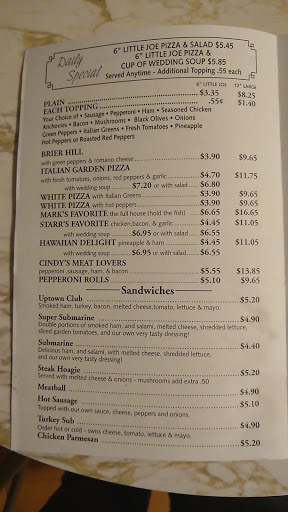 Daily
Special
6" LITTLE JOE PIZZA & SALAD $5.45
6" LITTLE JOE PIZZA &
CUP OF WEDDING SOUP $5.85
Served Anytime - Additional Topping .55 each
6" LITTLE JOE 12" LARGE
PLAIN $3.35 $8.25
EACH TOPPING .55¢ $1.40
Your Choice of • Sausage • Pepperoni • Ham • Seasoned Chicken
Anchovies • Bacon • Mushrooms • Black Olives • Onions
Green Peppers • Italian Greens • Fresh Tomatoes • Pineapple
Hot Peppers or Roasted Red Peppers
BRIER HILL
with green peppers & romano cheese $3.90 $9.65
ITALIAN GARDEN PIZZA
with fresh tomatoes, onions, red peppers & garlic $4.70 $11.75
with wedding soup $7.20 or with salad $6.80
WHITE PIZZA with Italian Greens $3.90 $9.65
WHITE PIZZA with hot peppers $3.90 $9.65
MARK'S FAVORITE the full house (hold the fish) $6.65 $16.65
STARR'S FAVORITE chicken, bacon, & garlic $4.45 $11.05
with wedding soup $6.95 or with salad $6.55
HAWAIIAN DELIGHT pineapple & ham $4.45 $11.05
with wedding soup $6.95 or with salad $6.55
CINDY'S MEAT LOVERS
pepperoni, sausage, ham, & bacon $5.55 $13.85
PEPPERONI ROLLS $5.10 $9.65
Sandwiches
Uptown Club $5.20
Smoked ham, turkey, bacon, melted cheese, tomato, lettuce & mayo.
Super Submarine $4.90
Double portions of smoked ham, and salami, melted cheese, shredded lettuce,
sliced garden tomatoes, and our own very tasty dressing!
Submarine $4.40
Delicious ham, and salami, with melted cheese, shredded lettuce,
and our own very tasty dressing!
Steak Hoagie $5.20
Served with melted cheese & onions - mushrooms add extra .50
Meatball $4.90
Hot Sausage $5.10
Topped with our own sauce, cheese, peppers and onions.
Turkey Sub $4.90
Order hot or cold - swiss cheese, tomato, lettuce & mayo.
Chicken Parmesan $5.20